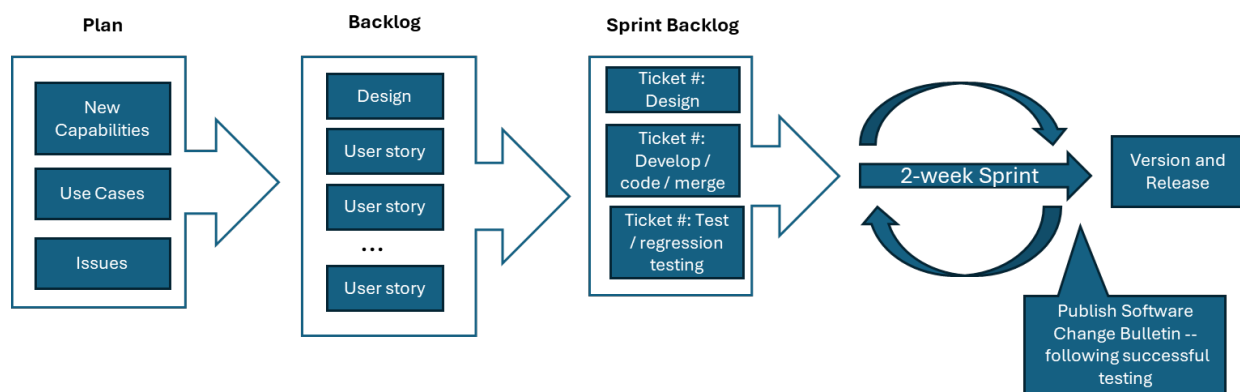 Plan
New
Capabilities
Use Cases
Issues
Backlog
Design
User story
User story
...
User story
Sprint Backlog
Ticket #:
Design
Ticket #:
Develop /
code / merge
Ticket #: Test
/ regression
testing
2-week Sprint
Version and
Release
Publish Software
Change Bulletin --
following successful
testing